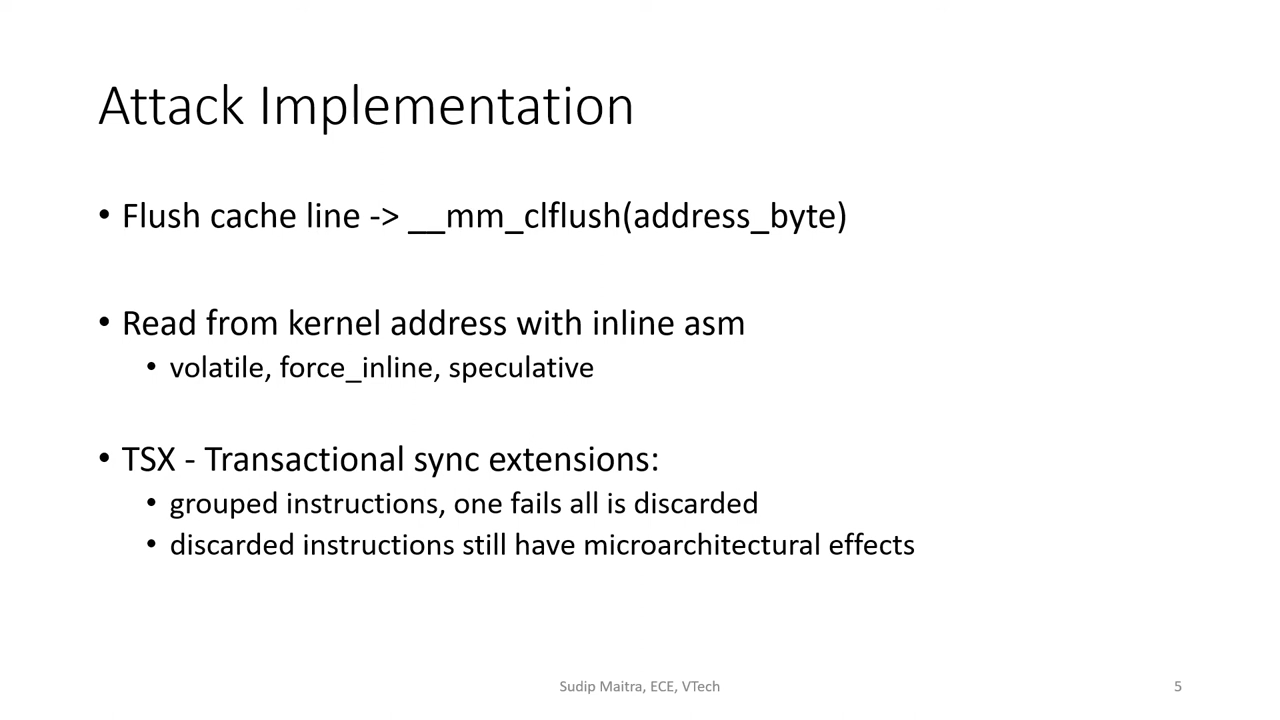 Attack Implementation
• Flush cache line -> __mm_clflush(address_byte)
• Read from kernel address with inline asm
• volatile, force_inline, speculative
• TSX - Transactional sync extensions:
• grouped instructions, one fails all is discarded
• discarded instructions still have microarchitectural effects
Sudip Maitra, ECE, VTech
5